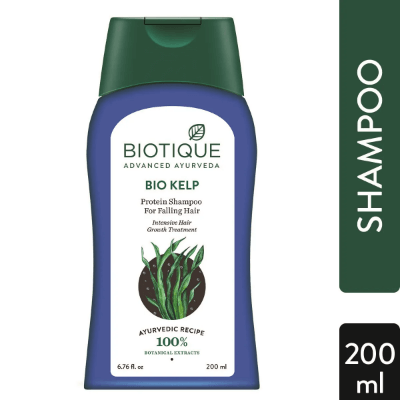 BIOTIQUE
ADVANCED AYURVEDA
BIO KELP
Protein Shampoo
For Falling Hair
Intensive Hair
Growth Treatment
AYURVEDIC RECIPE
100%
BOTANICAL EXTRACTS
6.76 fl. oz 200 ml
SHAMPOO
200
ml